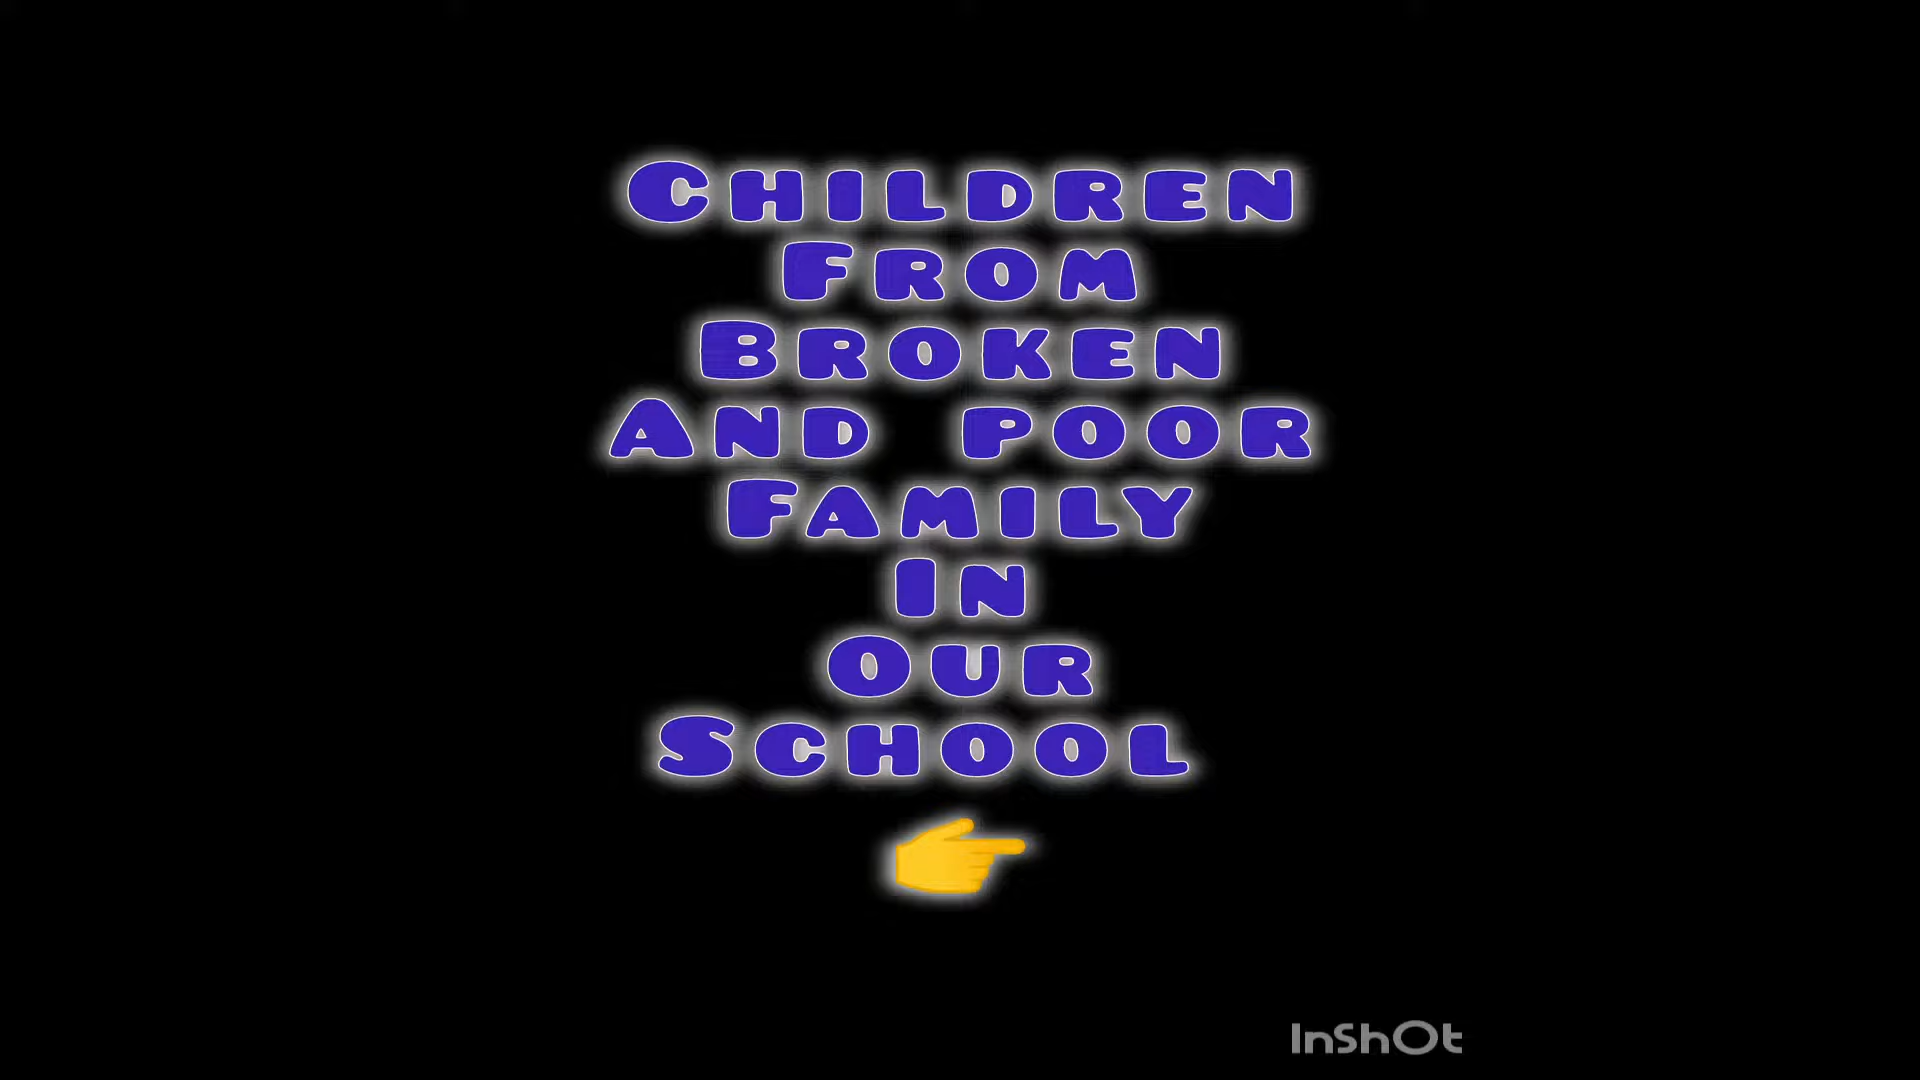 Children
From
Broken
And poor
Family
In
Our
School
👉
InShOt